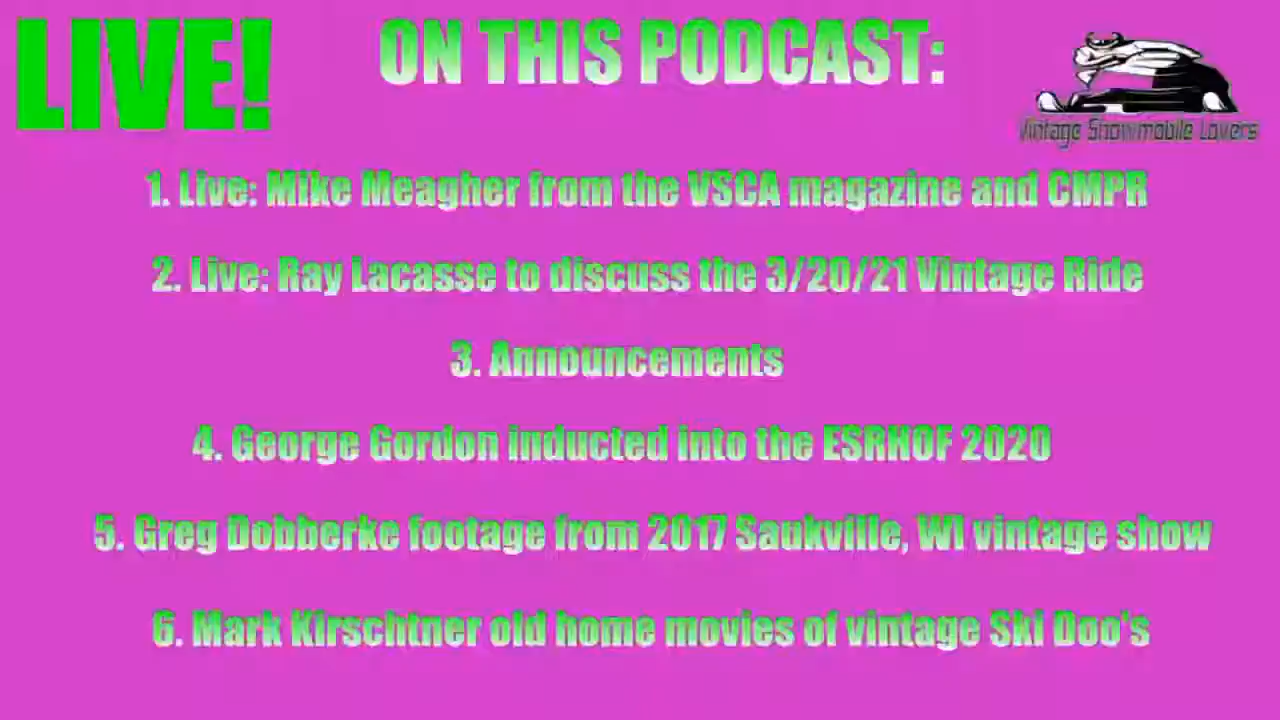 LIVE!
ON THIS PODCAST:
Vintage Snowmobile Lovers
1. Live: Mike Meagher from the VSCA magazine and CMPR
2. Live: Ray Lacasse to discuss the 3/20/21 Vintage Ride
3. Announcements
4. George Gordon inducted into the ESRHOF 2020
5. Greg Dobberke footage from 2017 Saukville, WI vintage show
6. Mark Kirschtner old home movies of vintage Ski Doo's